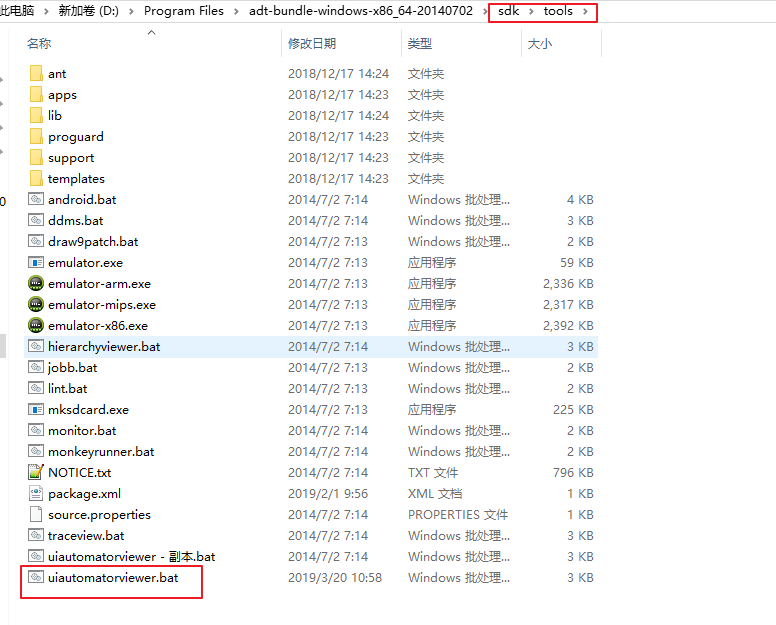 此电脑 › 新加卷 (D:) › Program Files › adt-bundle-windows-x86_64-20140702 › sdk › tools ›
名称 修改日期 类型 大小
ant 2018/12/17 14:24 文件夹
apps 2018/12/17 14:23 文件夹
lib 2018/12/17 14:24 文件夹
proguard 2018/12/17 14:23 文件夹
support 2018/12/17 14:23 文件夹
templates 2018/12/17 14:23 文件夹
android.bat 2014/7/2 7:14 Windows 批处理... 4 KB
ddms.bat 2014/7/2 7:14 Windows 批处理... 3 KB
draw9patch.bat 2014/7/2 7:13 Windows 批处理... 2 KB
emulator.exe 2014/7/2 7:13 应用程序 59 KB
emulator-arm.exe 2014/7/2 7:13 应用程序 2,336 KB
emulator-mips.exe 2014/7/2 7:13 应用程序 2,317 KB
emulator-x86.exe 2014/7/2 7:13 应用程序 2,392 KB
hierarchyviewer.bat 2014/7/2 7:14 Windows 批处理... 3 KB
jobb.bat 2014/7/2 7:14 Windows 批处理... 2 KB
lint.bat 2014/7/2 7:13 Windows 批处理... 2 KB
mksdcard.exe 2014/7/2 7:13 应用程序 225 KB
monitor.bat 2014/7/2 7:14 Windows 批处理... 2 KB
monkeyrunner.bat 2014/7/2 7:14 Windows 批处理... 2 KB
NOTICE.txt 2014/7/2 7:14 TXT 文件 796 KB
package.xml 2019/2/1 9:56 XML 文档 1 KB
source.properties 2014/7/2 7:14 PROPERTIES 文件 1 KB
traceview.bat 2014/7/2 7:14 Windows 批处理... 3 KB
uiautomatorviewer - 副本.bat 2014/7/2 7:14 Windows 批处理... 3 KB
uiautomatorviewer.bat 2019/3/20 10:58 Windows 批处理... 3 KB